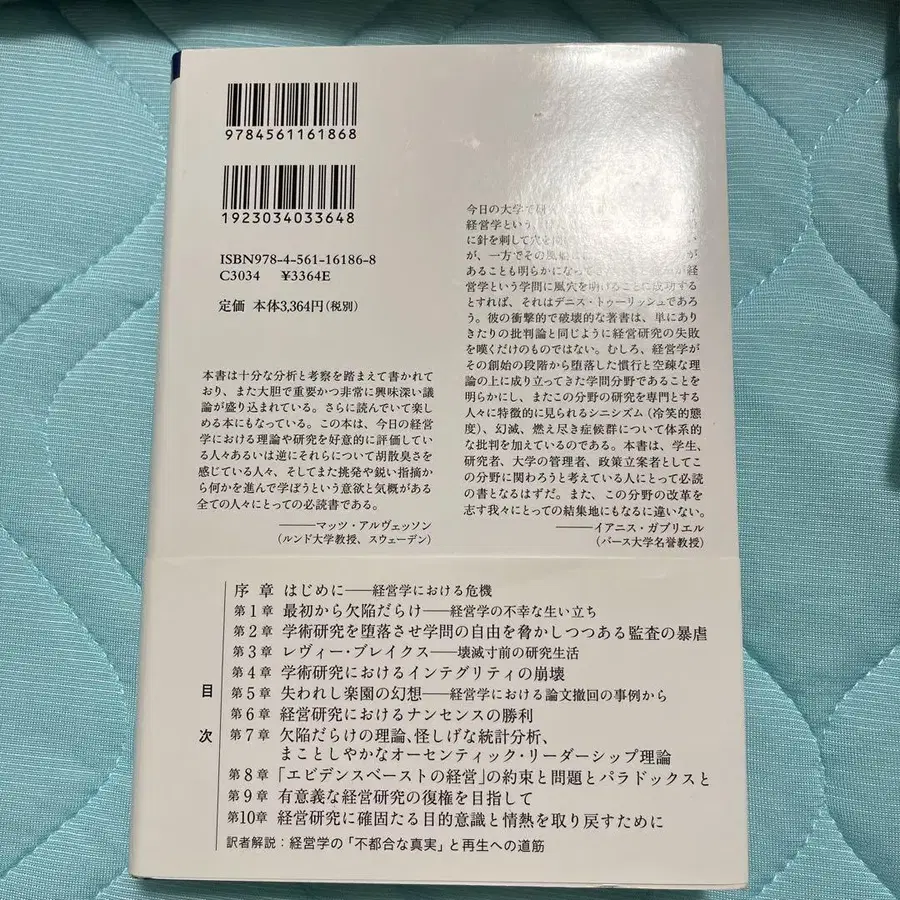 9784561161868
1923034033648
ISBN978-4-561-16186-8
C3034 ¥3364E
定価 本体3,364円(税別)
本書は十分な分析と考察を踏まえて書かれて
おり、また大胆で重要かつ非常に興味深い議
論が盛り込まれている。さらに読んでいて楽し
める本にもなっている。この本は、今日の経営
学における理論や研究を好意的に評価している
人々あるいは逆にそれらについて胡散臭さを
感じている人々、そしてまた挑発や鋭い指摘から
何かを進んで学ぼうという意欲と気概がある
全ての人々にとっての必読書である。
――マッツ・アルヴェッソン
(ルンド大学教授、スウェーデン)
今日の大学で研
経営学という
に針を刺して穴を
が、一方でその風
あることも明らかになって
営学という学問に風穴を明けることに成功する
とすれば、それはデニス・トゥーリッシュであろ
う。彼の衝撃的で破壊的な著書は、単にあり
きたりの批判論と同じように経営研究の失敗
を嘆くだけのものではない。むしろ、経営学が
その創始の段階から堕落した慣行と空疎な理
論の上に成り立ってきた学問分野であることを
明らかにし、またこの分野の研究を専門とする
人々に特徴的に見られるシニシズム(冷笑的態
度)、幻滅、燃え尽き症候群について体系的
な批判を加えているのである。本書は、学生、
研究者、大学の管理者、政策立案者としてこ
の分野に関わろうと考えている人にとって必読
の書となるはずだ。また、この分野の改革を
志す我々にとっての結集地にもなるに違いない。
――イアニス・ガブリエル
(バース大学名誉教授)
目次
序章 はじめに――経営学における危機
第1章 最初から欠陥だらけ――経営学の不幸な生い立ち
第2章 学術研究を堕落させ学問の自由を脅かしつつある監査の暴虐
第3章 レヴィー・ブレイクス――壊滅寸前の研究生活
第4章 学術研究におけるインテグリティの崩壊
第5章 失われし楽園の幻想――経営学における論文撤回の事例から
第6章 経営研究におけるナンセンスの勝利
第7章 欠陥だらけの理論、怪しげな統計分析、
まことしやかなオーセンティック・リーダーシップ理論
第8章 「エビデンスベーストの経営」の約束と問題とパラドックスと
第9章 有意義な経営研究の復権を目指して
第10章 経営研究に確固たる目的意識と情熱を取り戻すために
訳者解説:経営学の「不都合な真実」と再生への道筋